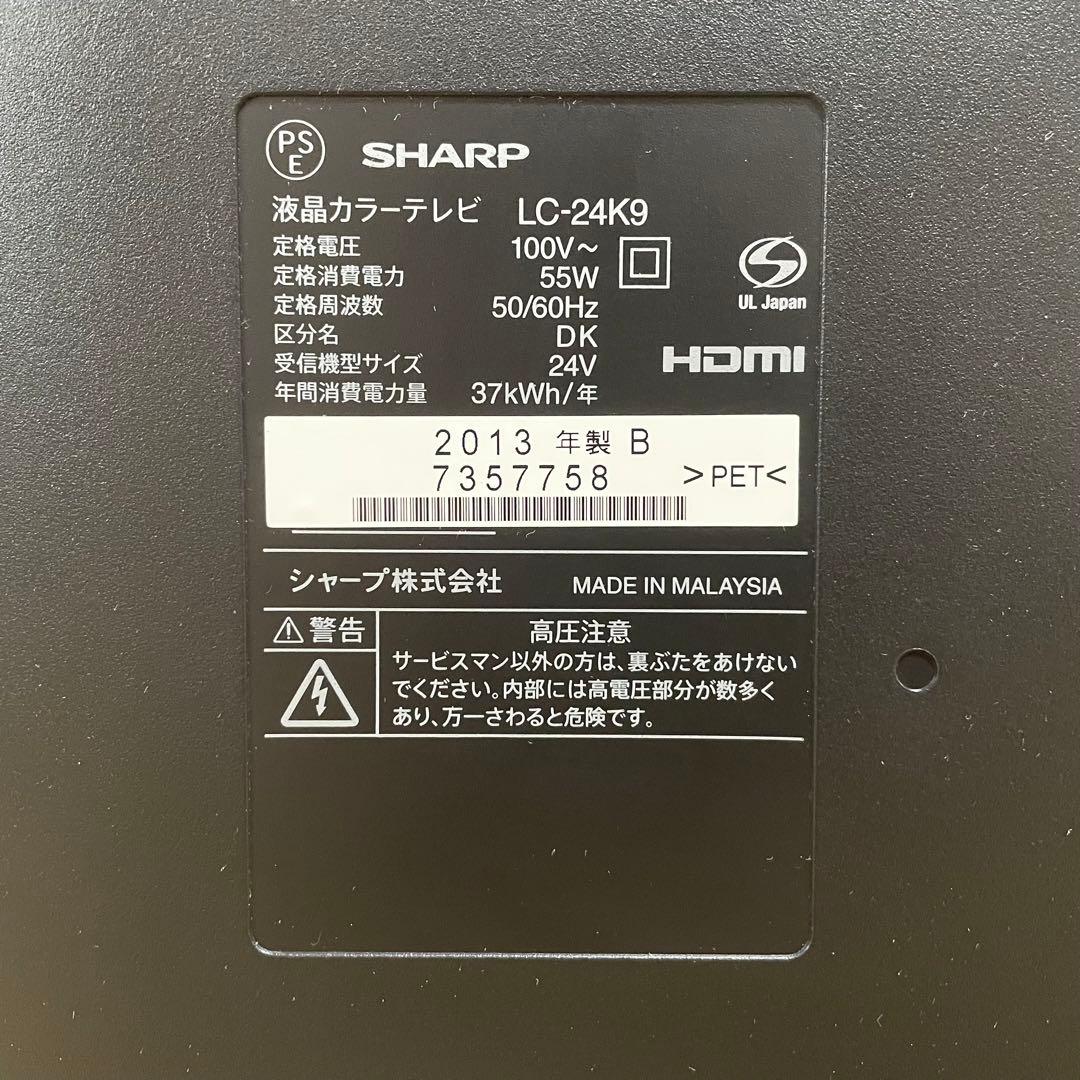 PSE SHARP
液晶カラーテレビ LC-24K9
定格電圧 100V～
定格消費電力 55W
定格周波数 50/60Hz
区分名 DK
受信機型サイズ 24V
年間消費電力量 37kWh/年
UL Japan
HDMI
2013 年製 B
7357758 >PET<
シャープ株式会社 MADE IN MALAYSIA
⚠警告
高圧注意
サービスマン以外の方は、裏ぶたをあけない
でください。内部には高電圧部分が数多く
あり、万一さわると危険です。